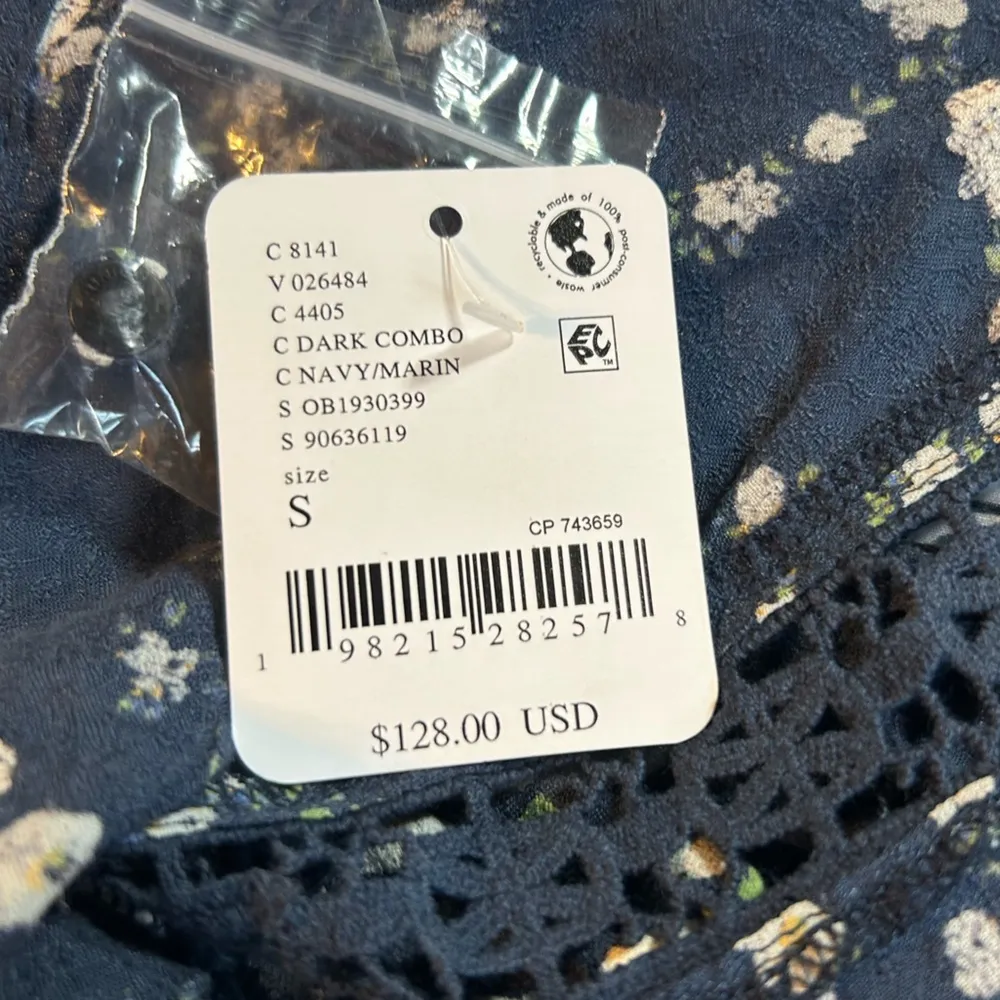 recyclable & made of 100% post-consumer waste •
C 8141
V 026484
C 4405
C DARK COMBO
C NAVY/MARIN
S OB1930399
S 90636119
EPC
TM
size
S
CP 743659
1 98215 28257 8
$128.00 USD